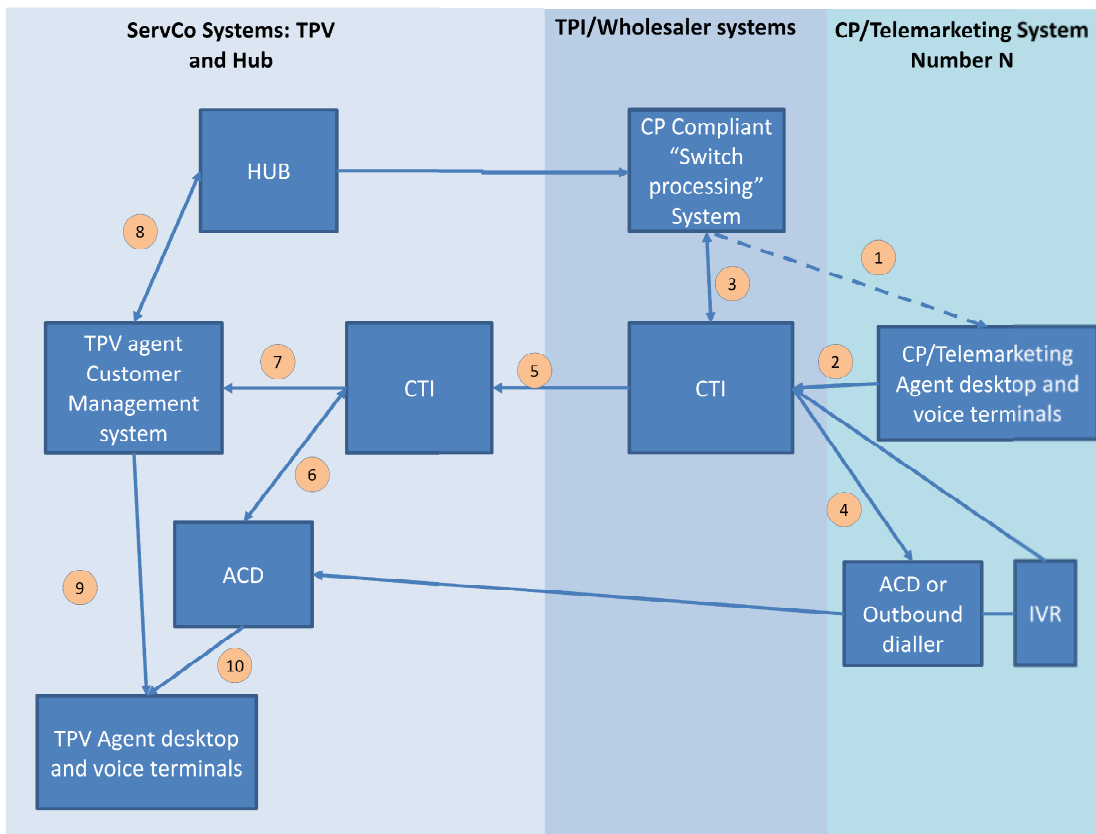 ServCo Systems: TPV
and Hub
TPI/Wholesaler systems
CP/Telemarketing System
Number N
HUB
CP Compliant
“Switch
processing”
System
8
1
3
TPV agent
Customer
Management
system
7
CTI
5
CTI
2
CP/Telemarketing
Agent desktop and
voice terminals
6
4
ACD
9
ACD or
Outbound
dialler
IVR
10
TPV Agent desktop
and voice terminals